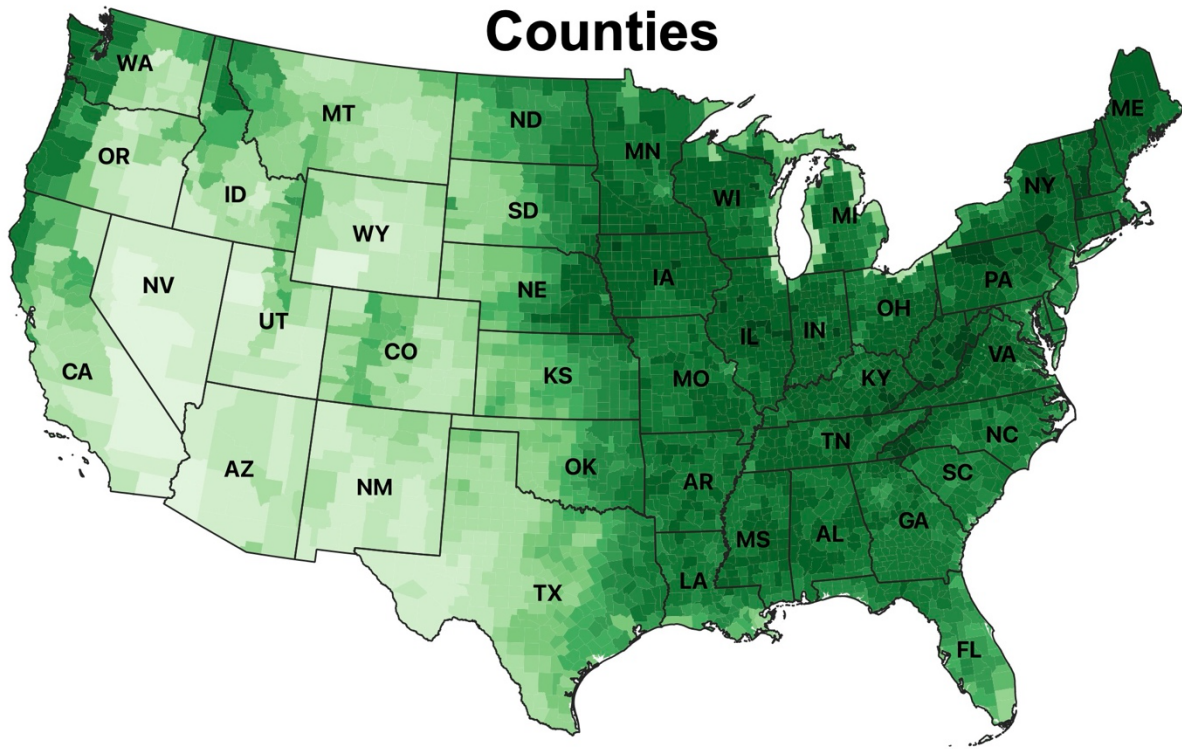 Counties
WA
MT
ND
MN
ME
OR
ID
SD
WI
MI
NY
WY
NV
NE
IA
PA
UT
CO
IL
IN
OH
CA
KS
MO
KY
VA
AZ
NM
OK
AR
TN
NC
SC
TX
MS
AL
GA
LA
FL